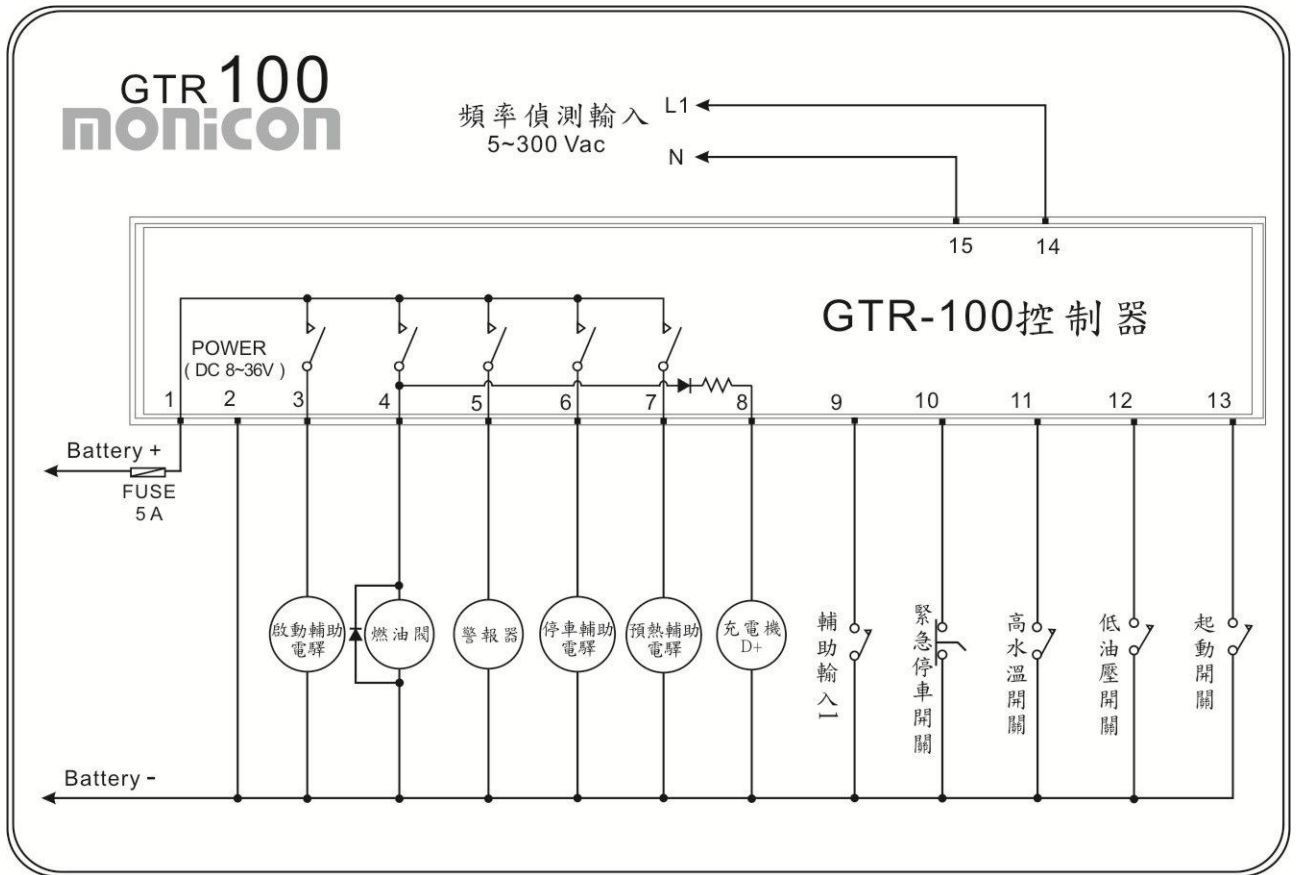 GTR 100
monicon
頻率偵測輸入
5~300 Vac
L1
N
15
14
GTR-100控制器
POWER
( DC 8~36V )
1
2
3
4
5
6
7
8
9
10
11
12
13
Battery +
FUSE
5 A
啟動輔助
電驛
燃油閥
警報器
停車輔助
電驛
預熱輔助
電驛
充電機
D+
輔助輸入1
緊急停車開關
高水溫開關
低油壓開關
起動開關
Battery -